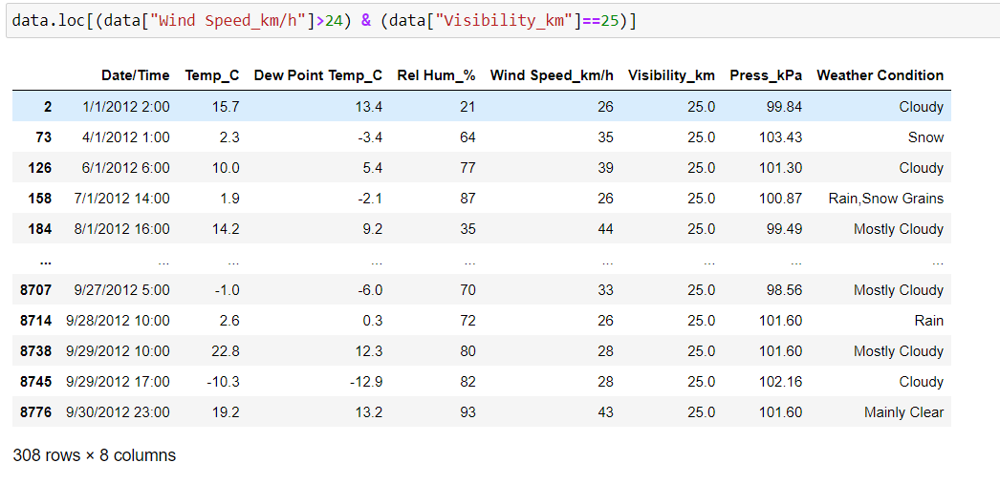 data.loc[(data["Wind Speed_km/h"]>24) & (data["Visibility_km"]==25)]
Date/Time Temp_C Dew Point Temp_C Rel Hum_% Wind Speed_km/h Visibility_km Press_kPa Weather Condition
2 1/1/2012 2:00 15.7 13.4 21 26 25.0 99.84 Cloudy
73 4/1/2012 1:00 2.3 -3.4 64 35 25.0 103.43 Snow
126 6/1/2012 6:00 10.0 5.4 77 39 25.0 101.30 Cloudy
158 7/1/2012 14:00 1.9 -2.1 87 26 25.0 100.87 Rain,Snow Grains
184 8/1/2012 16:00 14.2 9.2 35 44 25.0 99.49 Mostly Cloudy
... ... ... ... ... ... ... ... ...
8707 9/27/2012 5:00 -1.0 -6.0 70 33 25.0 98.56 Mostly Cloudy
8714 9/28/2012 10:00 2.6 0.3 72 26 25.0 101.60 Rain
8738 9/29/2012 10:00 22.8 12.3 80 28 25.0 101.60 Mostly Cloudy
8745 9/29/2012 17:00 -10.3 -12.9 82 28 25.0 102.16 Cloudy
8776 9/30/2012 23:00 19.2 13.2 93 43 25.0 101.60 Mainly Clear
308 rows × 8 columns